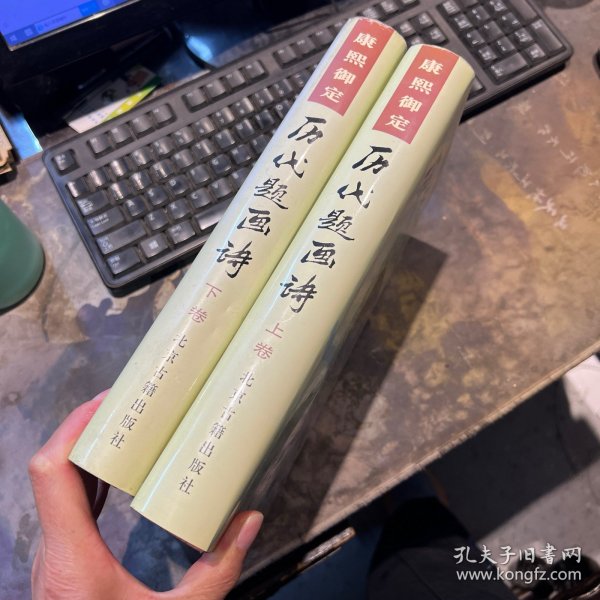 康熙御定
历代题画诗
下卷
北京古籍出版社
康熙御定
历代题画诗
上卷
北京古籍出版社
孔夫子旧書网
www.kongfz.com